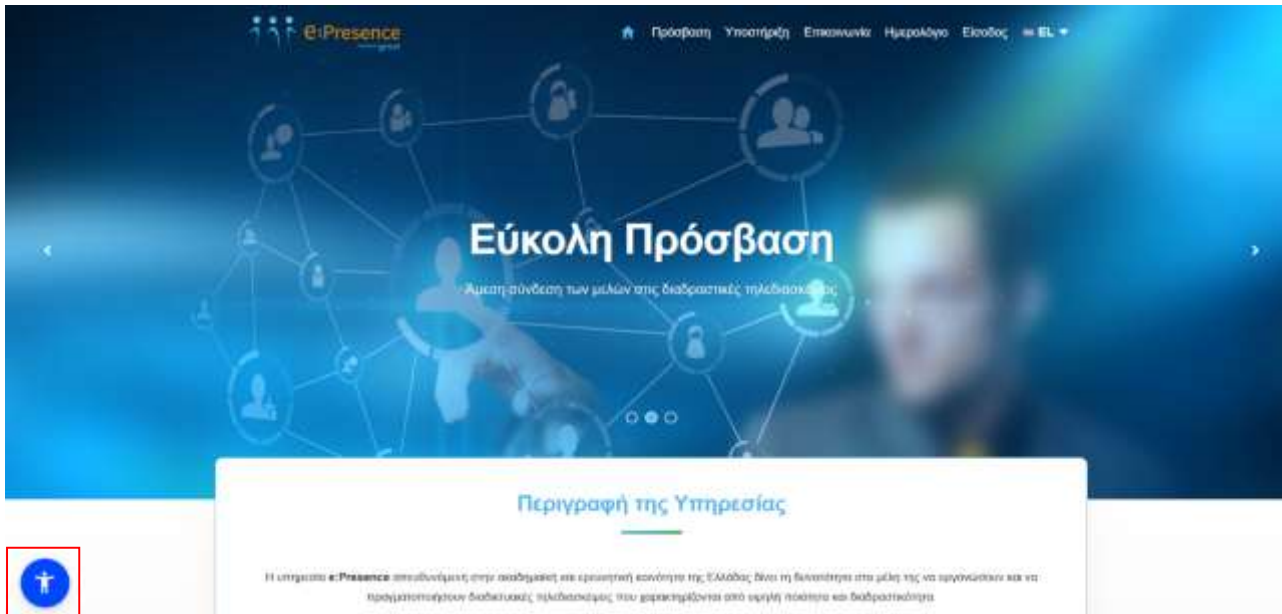 e:Presence
grnet
Πρόσβαση Υποστήριξη Επικοινωνία Ημερολόγιο Είσοδος EL
Εύκολη Πρόσβαση
Άμεση σύνδεση των μελών στις διαδραστικές τηλεδιασκέψεις
Περιγραφή της Υπηρεσίας
Η υπηρεσία e:Presence απευθυνόμενη στην ακαδημαϊκή και ερευνητική κοινότητα της Ελλάδας δίνει τη δυνατότητα στα μέλη της να οργανώσουν και να
πραγματοποιήσουν διαδικτυακές τηλεδιασκέψεις που χαρακτηρίζονται από υψηλή ποιότητα και διαδραστικότητα